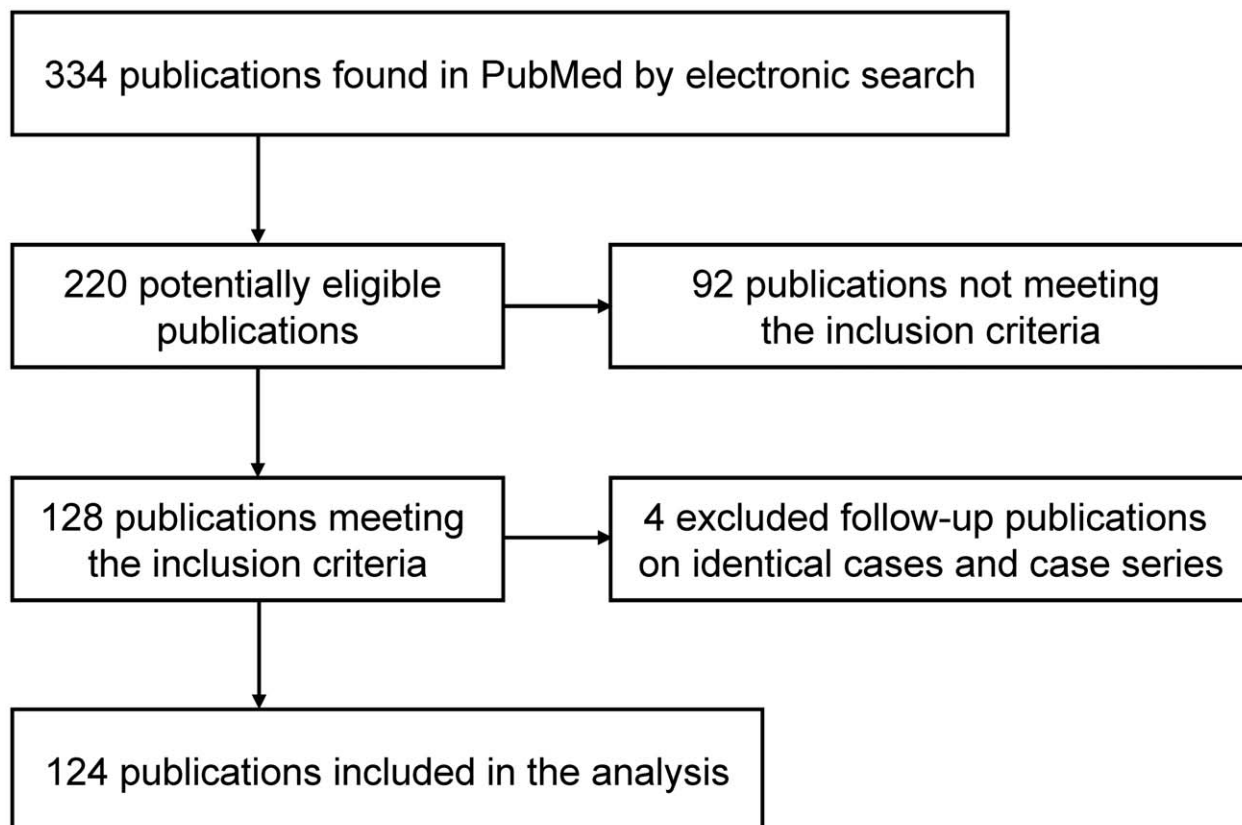 334 publications found in PubMed by electronic search
220 potentially eligible
publications
92 publications not meeting
the inclusion criteria
128 publications meeting
the inclusion criteria
4 excluded follow-up publications
on identical cases and case series
124 publications included in the analysis